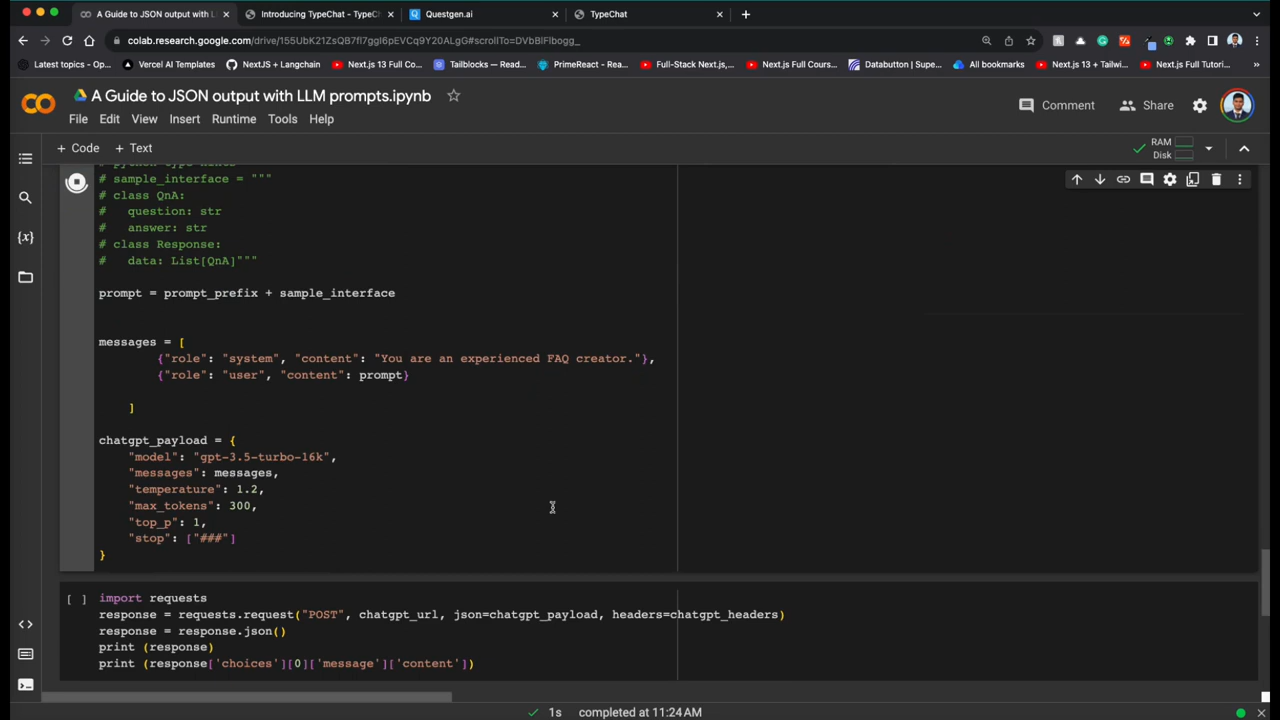 A Guide to JSON output with L
Introducing TypeChat - TypeC
Questgen.ai
TypeChat
colab.research.google.com/drive/155UbK21ZsQB7fl7ggI6pEVCq9Y20ALgG#scrollTo=DVbBlFlbogg_
Latest topics - Op...
Vercel AI Templates
NextJS + Langchain
Next.js 13 Full Co...
Tailblocks — Read...
PrimeReact - Rea...
Full-Stack Next.js,...
Next.js Full Cours...
Databutton | Supe...
All bookmarks
Next.js 13 + Tailwi...
Next.js Full Tutori...
A Guide to JSON output with LLM prompts.ipynb
Comment
Share
File Edit View Insert Runtime Tools Help
+ Code + Text
RAM
Disk
# python type hints
# sample_interface = """
# class QnA:
#   question: str
#   answer: str
# class Response:
#   data: List[QnA]"""
prompt = prompt_prefix + sample_interface
messages = [
{"role": "system", "content": "You are an experienced FAQ creator."},
{"role": "user", "content": prompt}
]
chatgpt_payload = {
"model": "gpt-3.5-turbo-16k",
"messages": messages,
"temperature": 1.2,
"max_tokens": 300,
"top_p": 1,
"stop": ["###"]
}
[ ]
import requests
response = requests.request("POST", chatgpt_url, json=chatgpt_payload, headers=chatgpt_headers)
response = response.json()
print (response)
print (response['choices'][0]['message']['content'])
1s completed at 11:24 AM